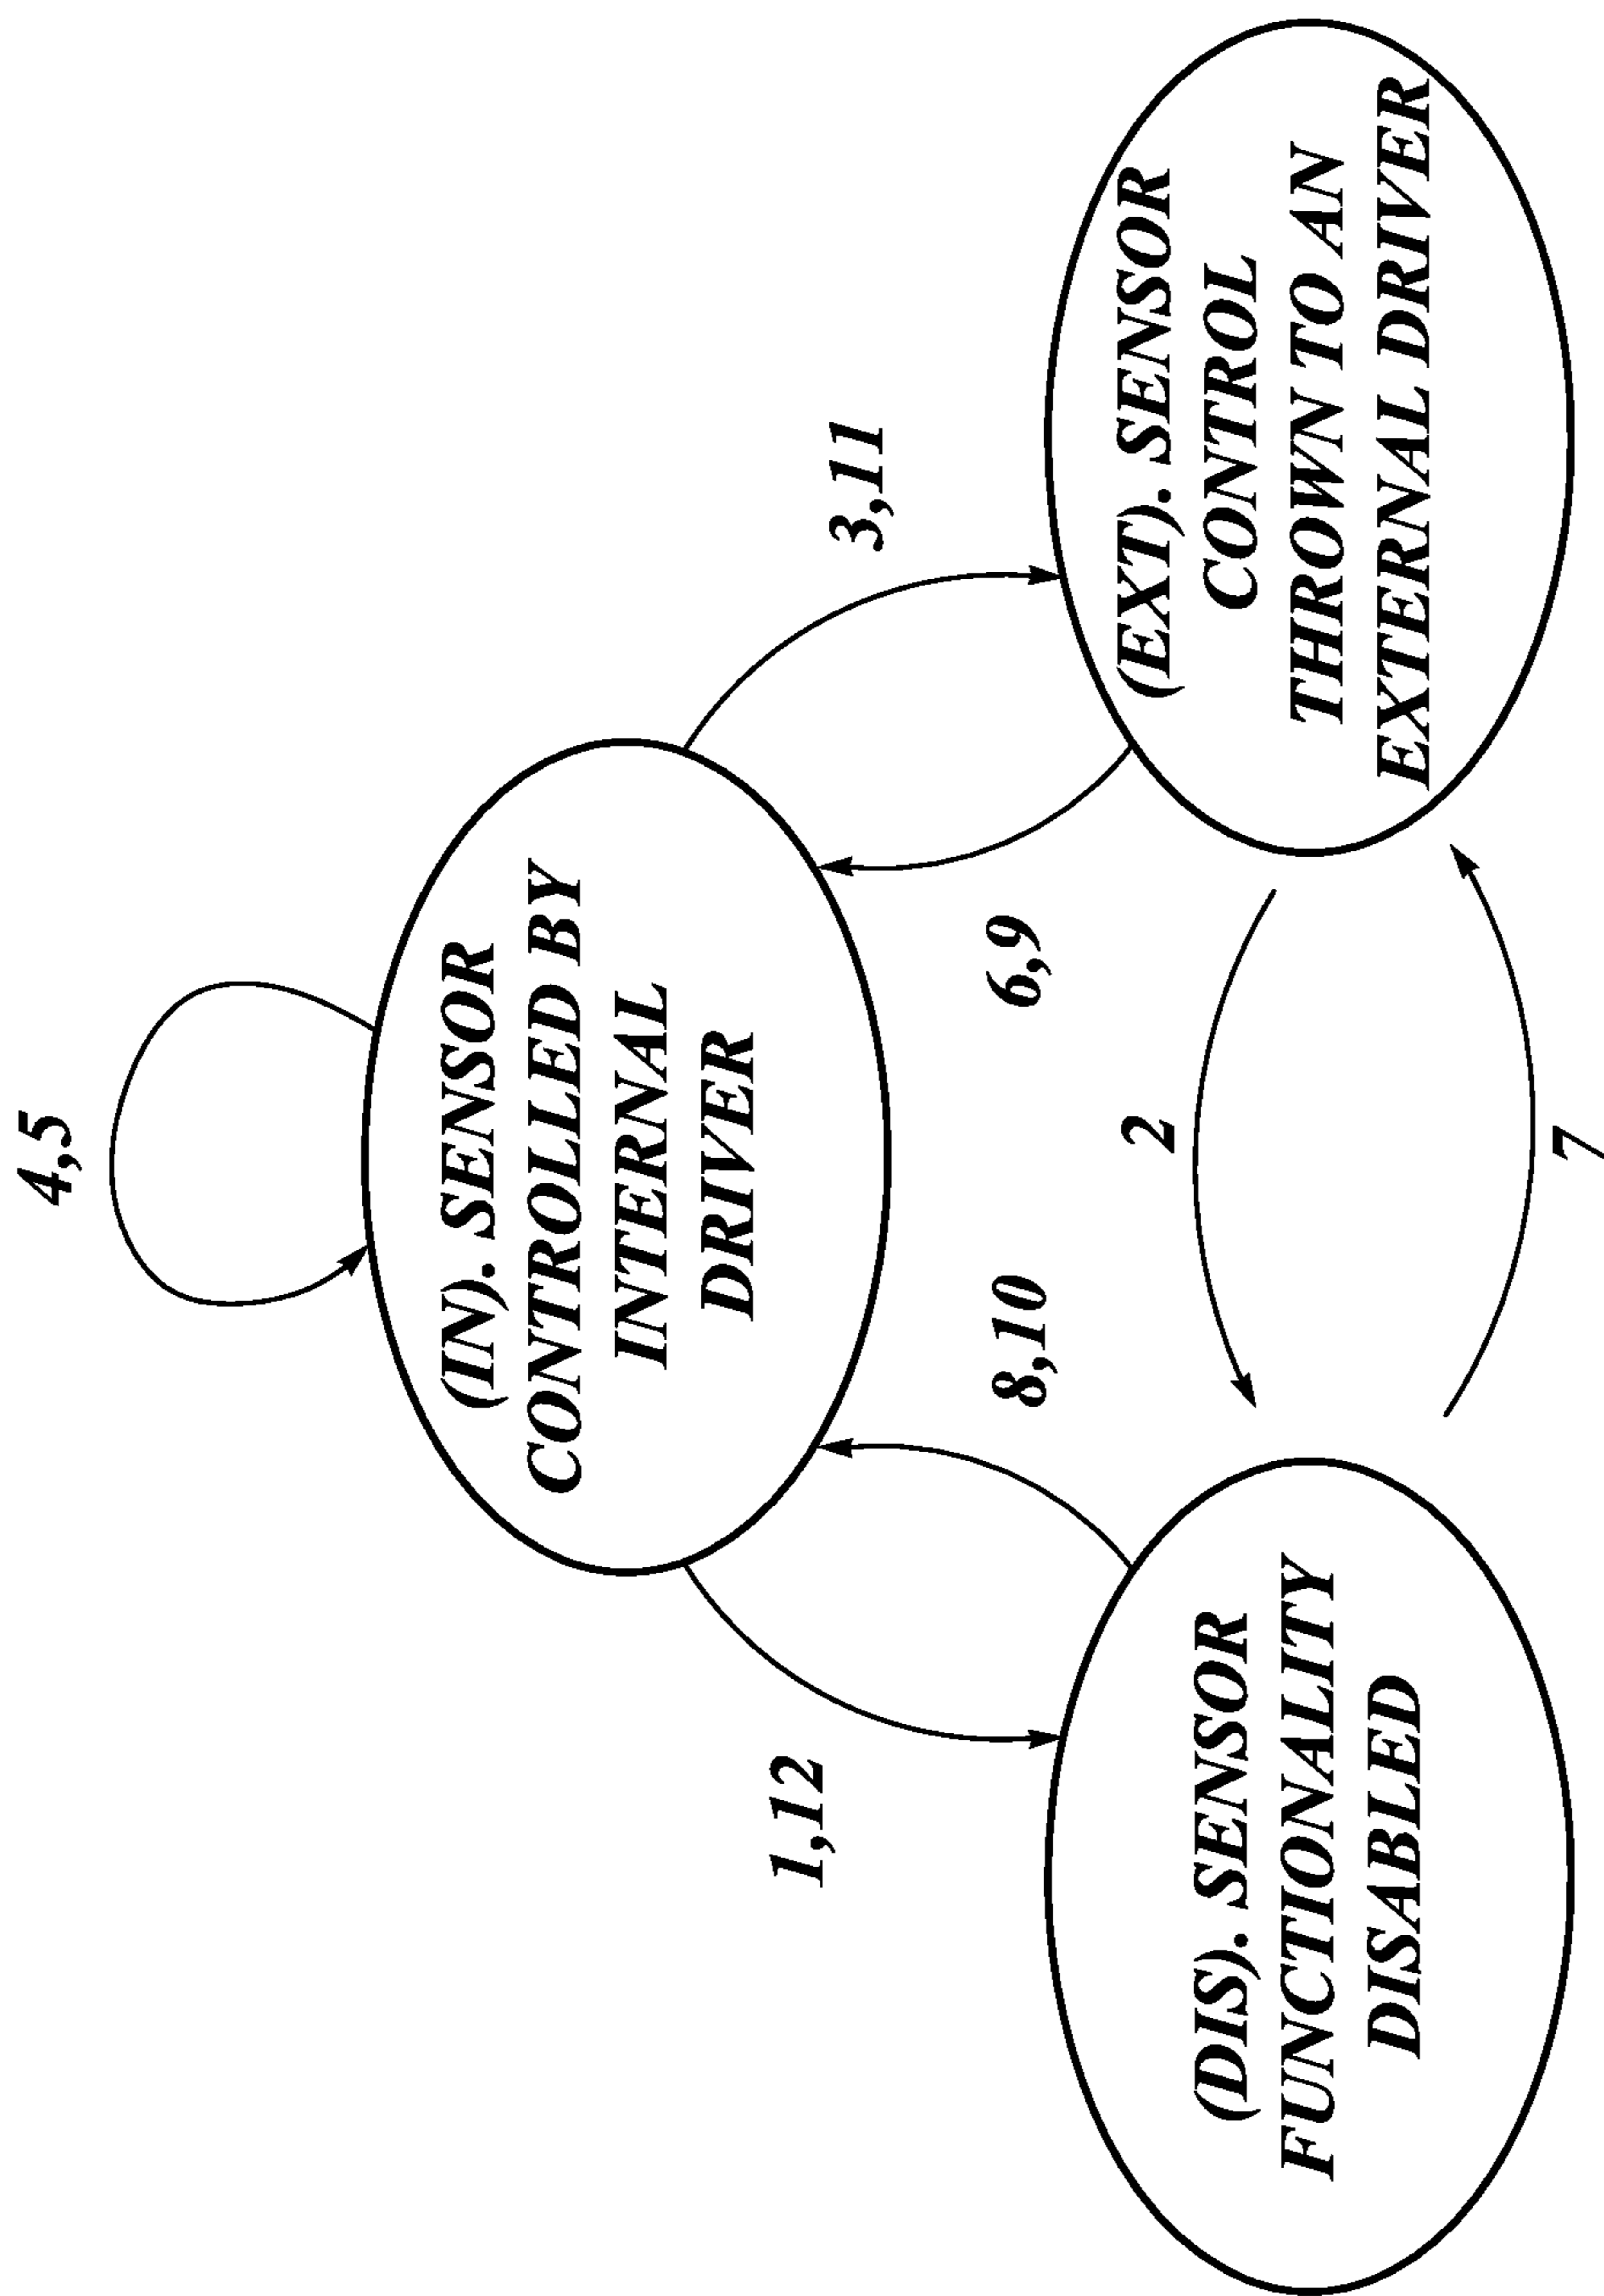 4,5
(IN). SENSOR
CONTROLLED BY
INTERNAL
DRIVER
1,12
3,11
8,10
6,9
(DIS). SENSOR
FUNCTIONALITY
DISABLED
2
7
(EXT). SENSOR
CONTROL
THROWN TO AN
EXTERNAL DRIVER